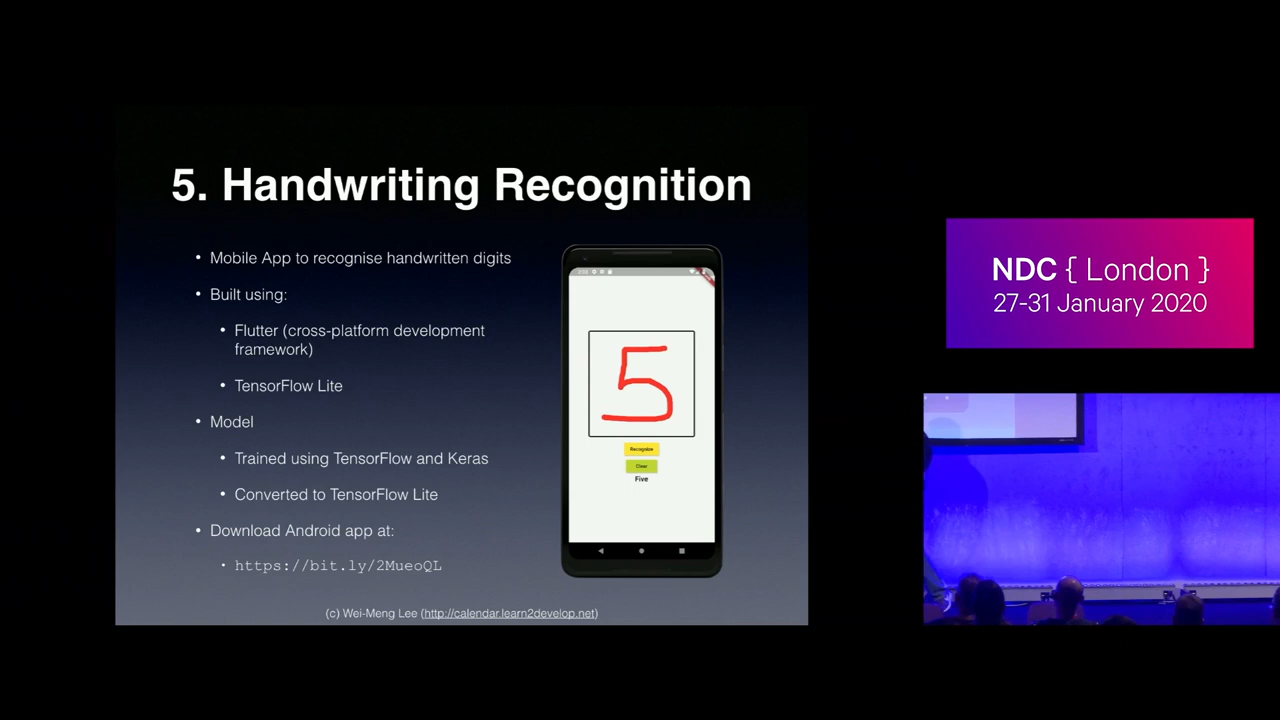 5. Handwriting Recognition
• Mobile App to recognise handwritten digits
• Built using:
• Flutter (cross-platform development
framework)
• TensorFlow Lite
• Model
• Trained using TensorFlow and Keras
• Converted to TensorFlow Lite
• Download Android app at:
• https://bit.ly/2MueoQL
5
Recognize
Clear
Five
(c) Wei-Meng Lee (http://calendar.learn2develop.net)
NDC { London }
27-31 January 2020